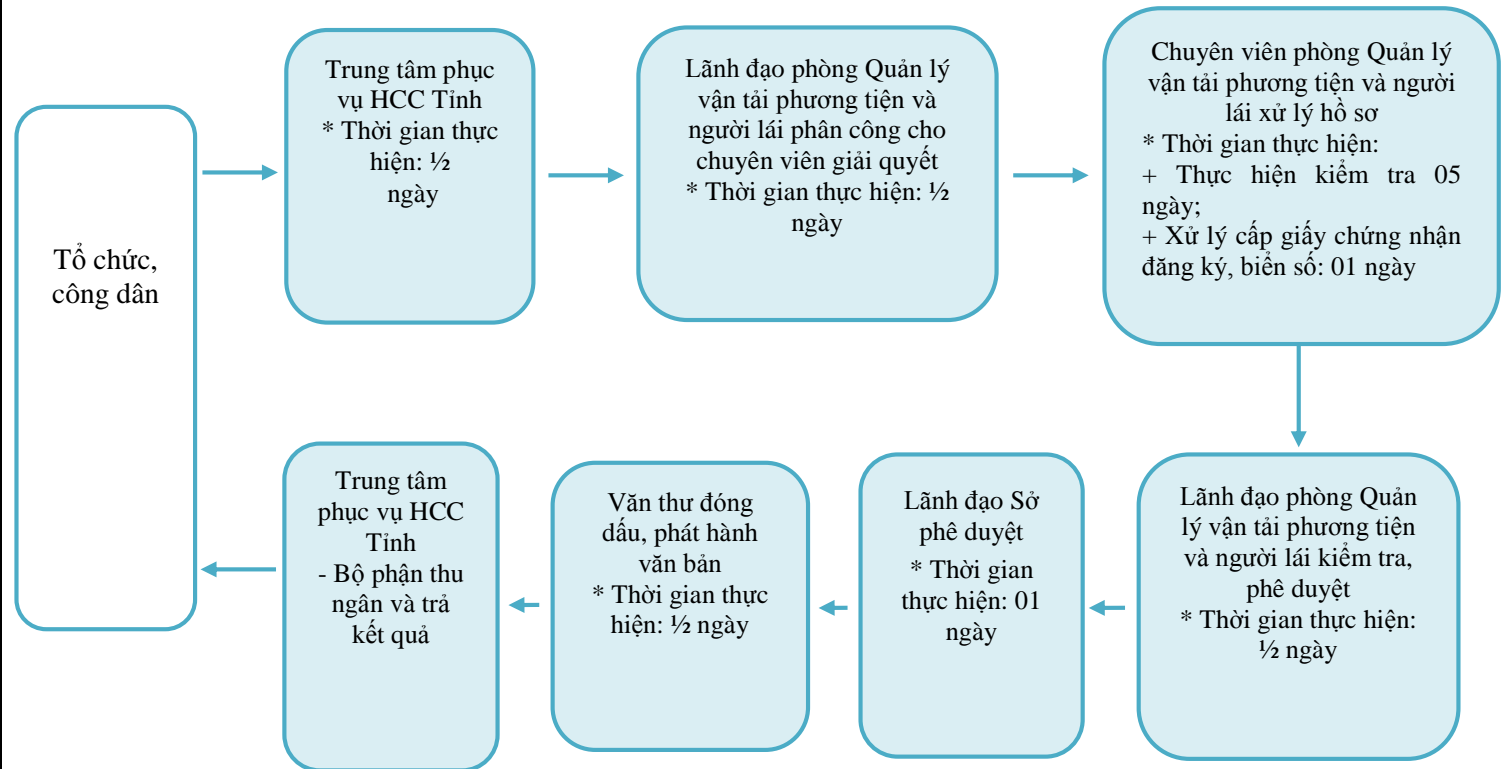 Tổ chức,
công dân
Trung tâm phục
vụ HCC Tỉnh
* Thời gian thực
hiện: ½
ngày
Lãnh đạo phòng Quản lý
vận tải phương tiện và
người lái phân công cho
chuyên viên giải quyết
* Thời gian thực hiện: ½
ngày
Chuyên viên phòng Quản lý
vận tải phương tiện và người
lái xử lý hồ sơ
* Thời gian thực hiện:
+ Thực hiện kiểm tra 05
ngày;
+ Xử lý cấp giấy chứng nhận
đăng ký, biển số: 01 ngày
Lãnh đạo phòng Quản
lý vận tải phương tiện
và người lái kiểm tra,
phê duyệt
* Thời gian thực hiện:
½ ngày
Lãnh đạo Sở
phê duyệt
* Thời gian
thực hiện: 01
ngày
Văn thư đóng
dấu, phát hành
văn bản
* Thời gian thực
hiện: ½ ngày
Trung tâm
phục vụ HCC
Tỉnh
- Bộ phận thu
ngân và trả
kết quả